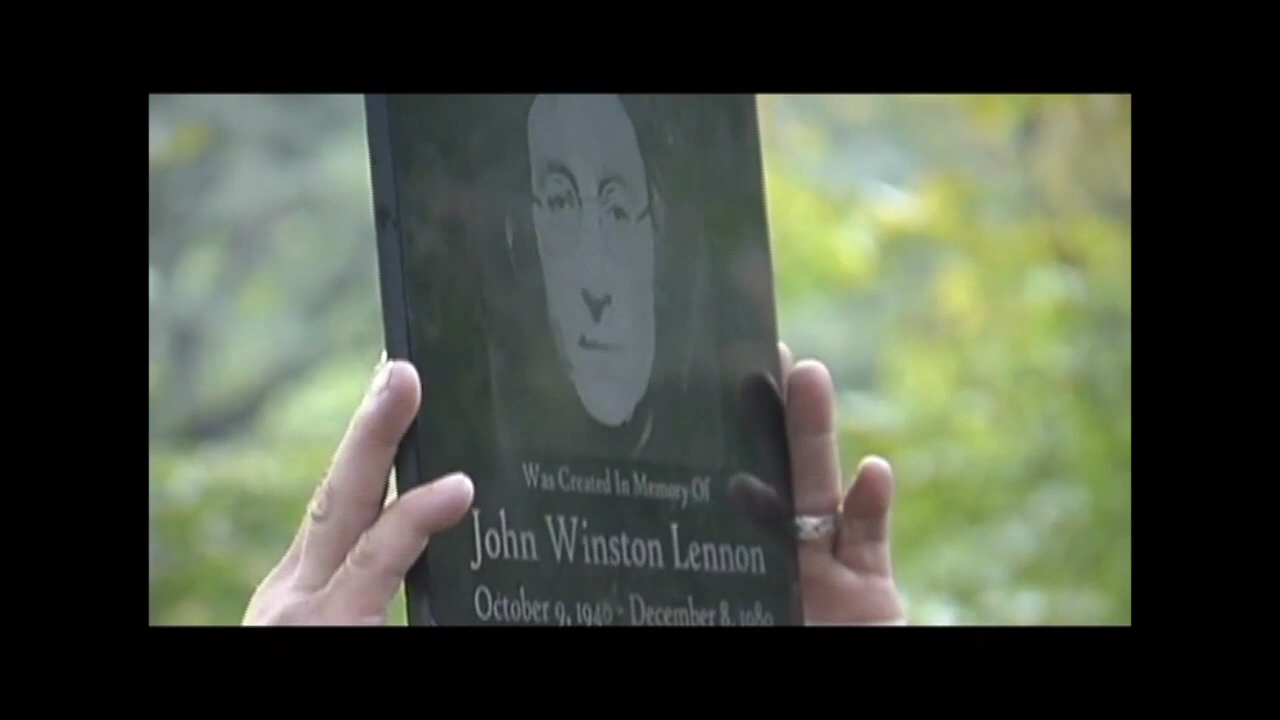 Was Created In Memory Of
John Winston Lennon
October 9, 1940 - December 8, 1980